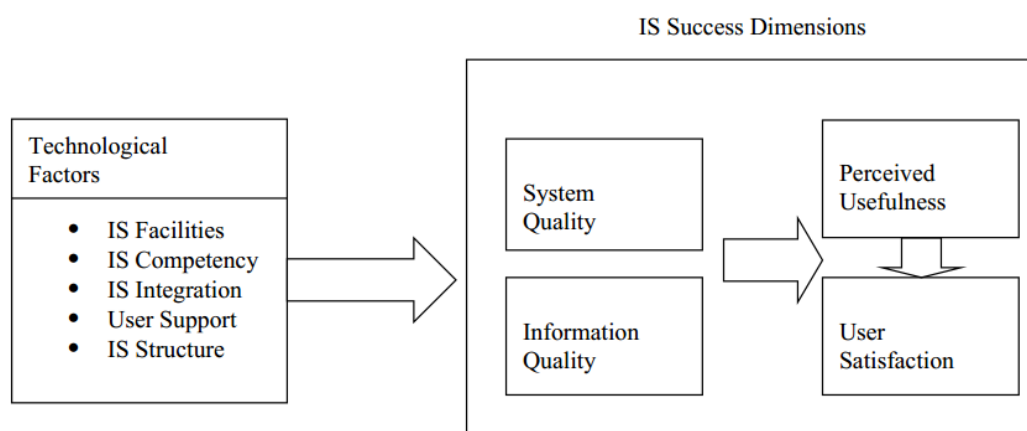 IS Success Dimensions
Technological
Factors
• IS Facilities
• IS Competency
• IS Integration
• User Support
• IS Structure
System
Quality
Information
Quality
Perceived
Usefulness
User
Satisfaction